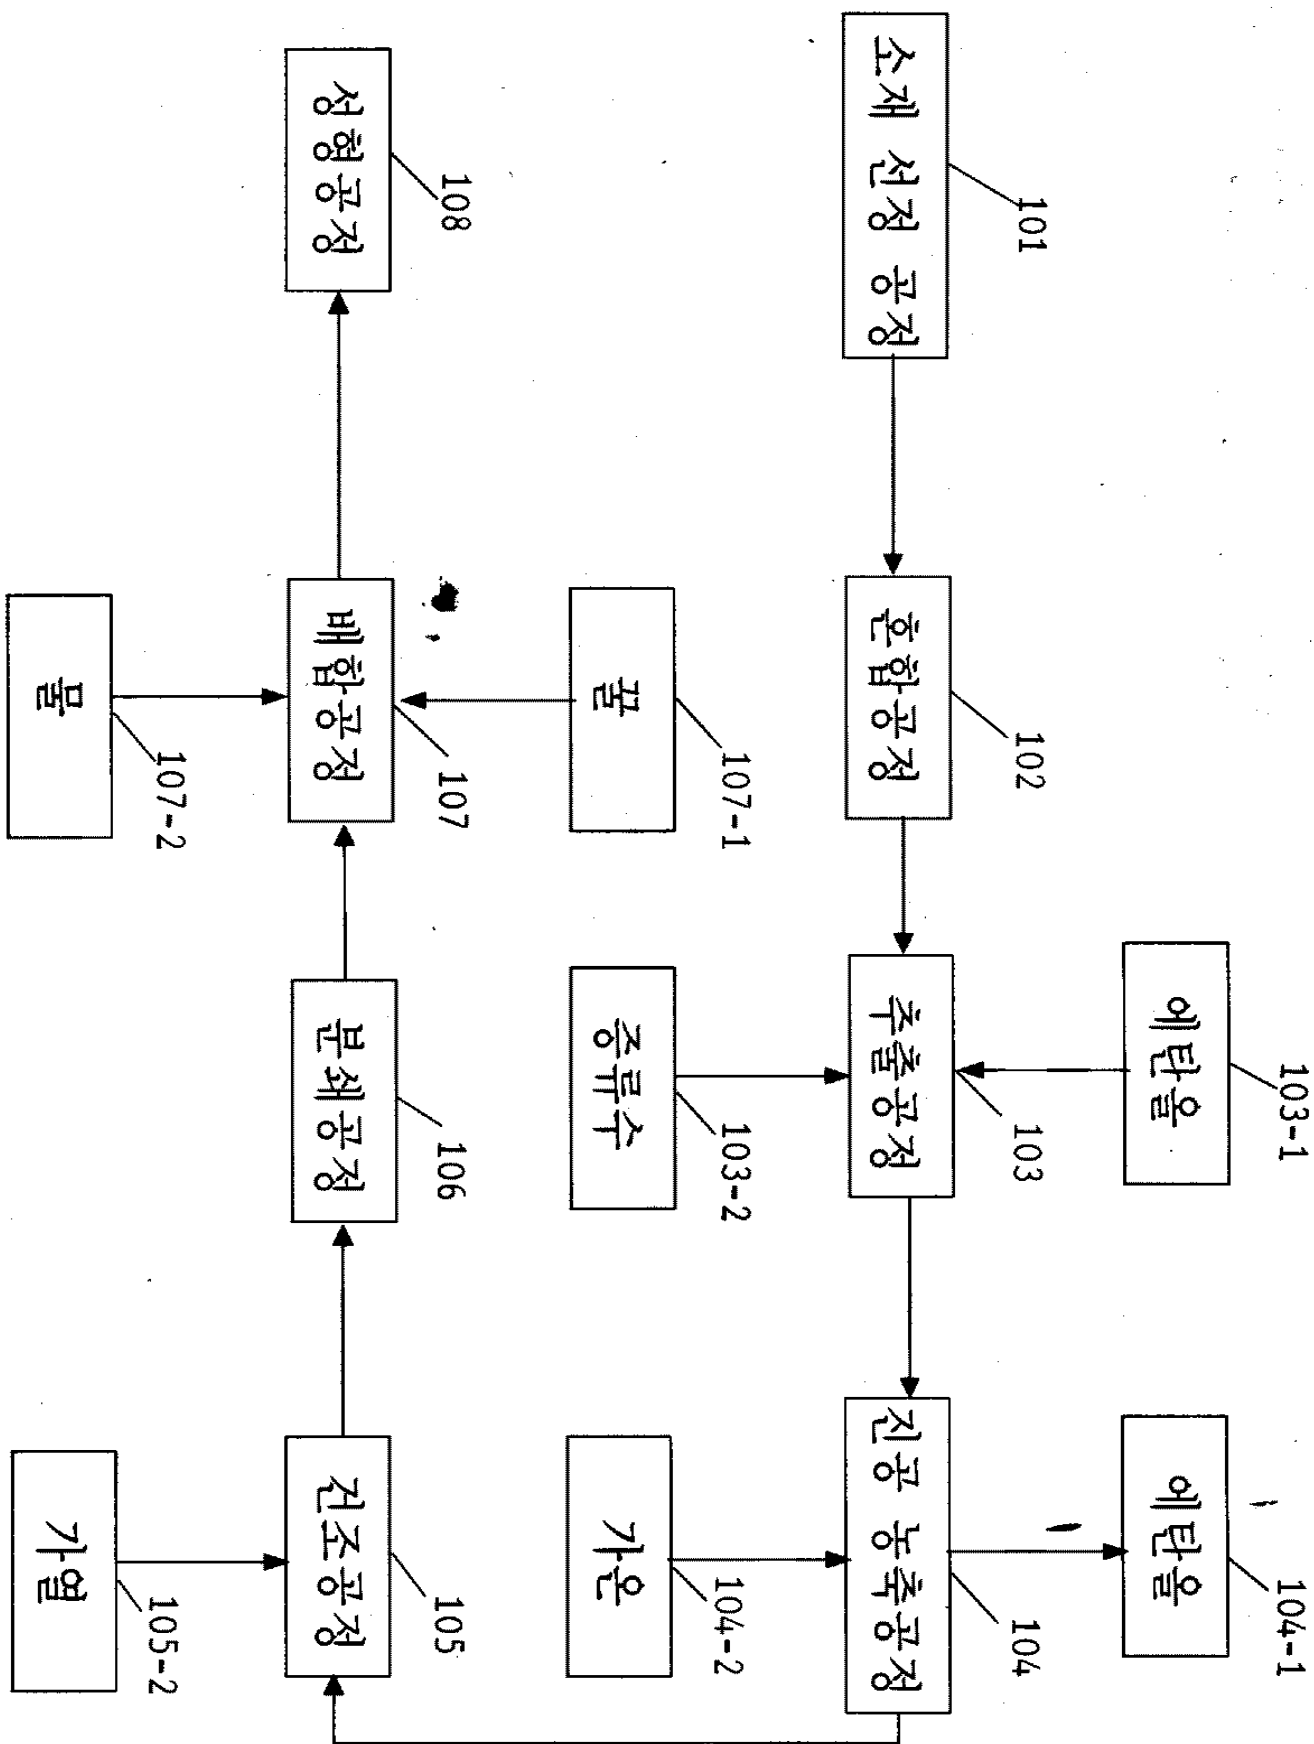 103-1
에탄올
104-1
에탄올
101
소재 선정 공정
102
혼합공정
103
추출공정
104
진공 농축공정
107-1
꿀
103-2
증류수
104-2
가온
108
성형공정
107
배합공정
106
분쇄공정
105
건조공정
107-2
물
105-2
가열